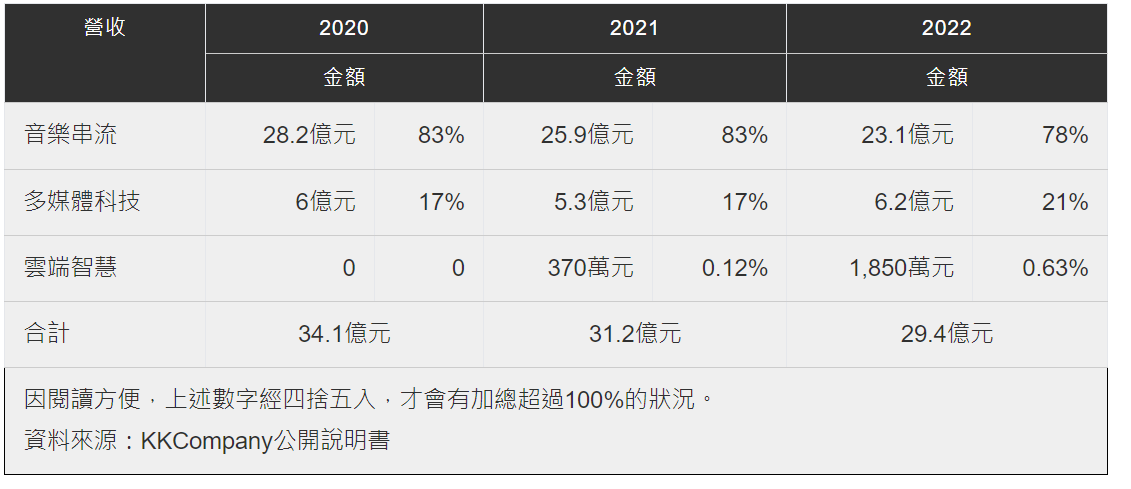 營收 2020 2021 2022
金額 金額 金額
音樂串流 28.2億元 83% 25.9億元 83% 23.1億元 78%
多媒體科技 6億元 17% 5.3億元 17% 6.2億元 21%
雲端智慧 0 0 370萬元 0.12% 1,850萬元 0.63%
合計 34.1億元 31.2億元 29.4億元
因閱讀方便，上述數字經四捨五入，才會有加總超過100%的狀況。
資料來源：KKCompany公開說明書